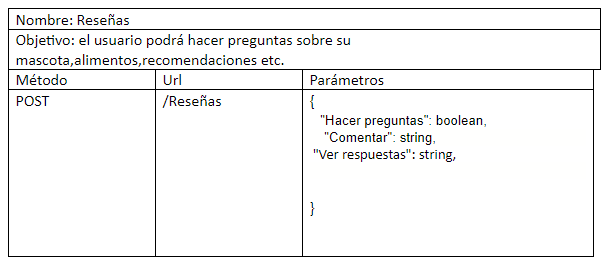 Nombre: Reseñas
Objetivo: el usuario podrá hacer preguntas sobre su
mascota,alimentos,recomendaciones etc.
Método Url Parámetros
POST /Reseñas {
"Hacer preguntas": boolean,
"Comentar": string,
"Ver respuestas": string,
}